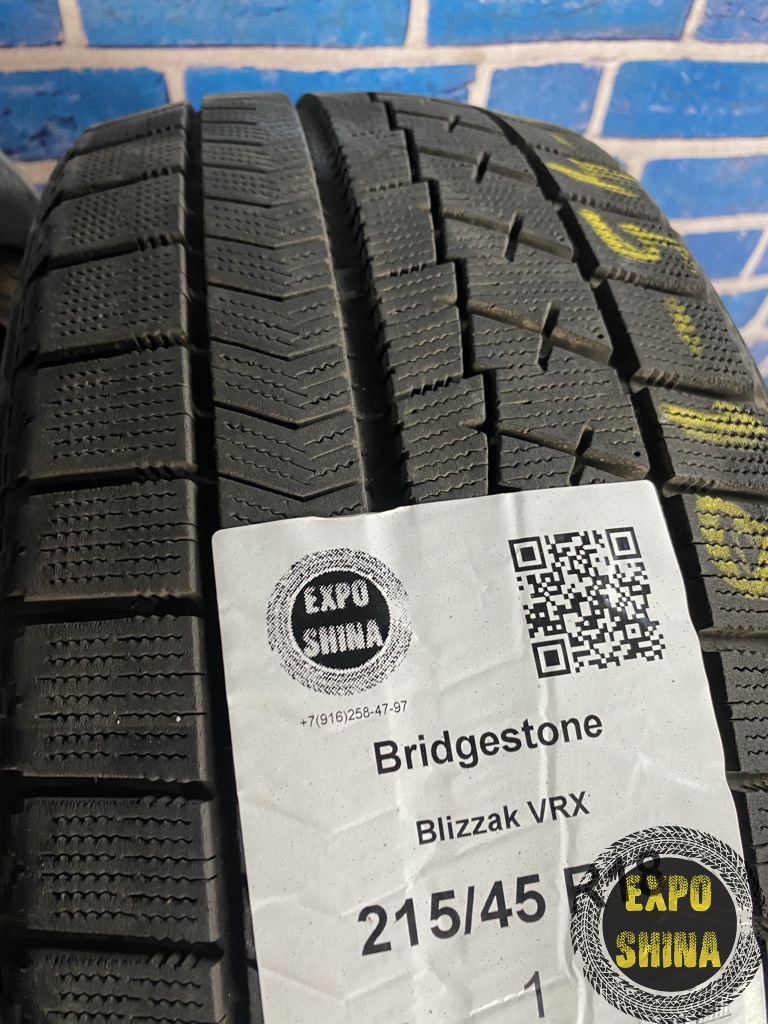 EXPO
SHINA
+7(916)258-47-97
Bridgestone
Blizzak VRX
215/45 R18
1
EXPO
SHINA